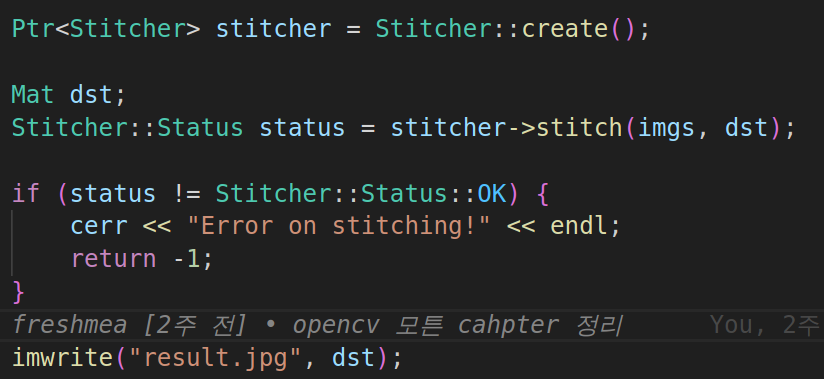 Ptr<Stitcher> stitcher = Stitcher::create();
Mat dst;
Stitcher::Status status = stitcher->stitch(imgs, dst);
if (status != Stitcher::Status::OK) {
    cerr << "Error on stitching!" << endl;
    return -1;
}
freshmea [2주 전] • opencv 모튼 cahpter 정리 You, 2주
imwrite("result.jpg", dst);